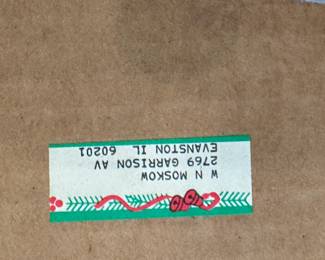 W N MOSKOW
2769 GARRISON AV
EVANSTON IL 60201